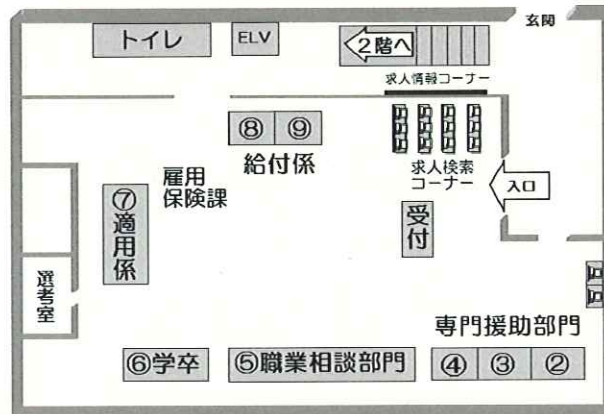 玄関
トイレ
ELV
2階へ
求人情報コーナー
⑧ ⑨
給付係
求人検索
コーナー
入口
雇用
保険課
⑦適用係
受付
選考室
専門援助部門
⑥学卒
⑤職業相談部門
④ ③ ②